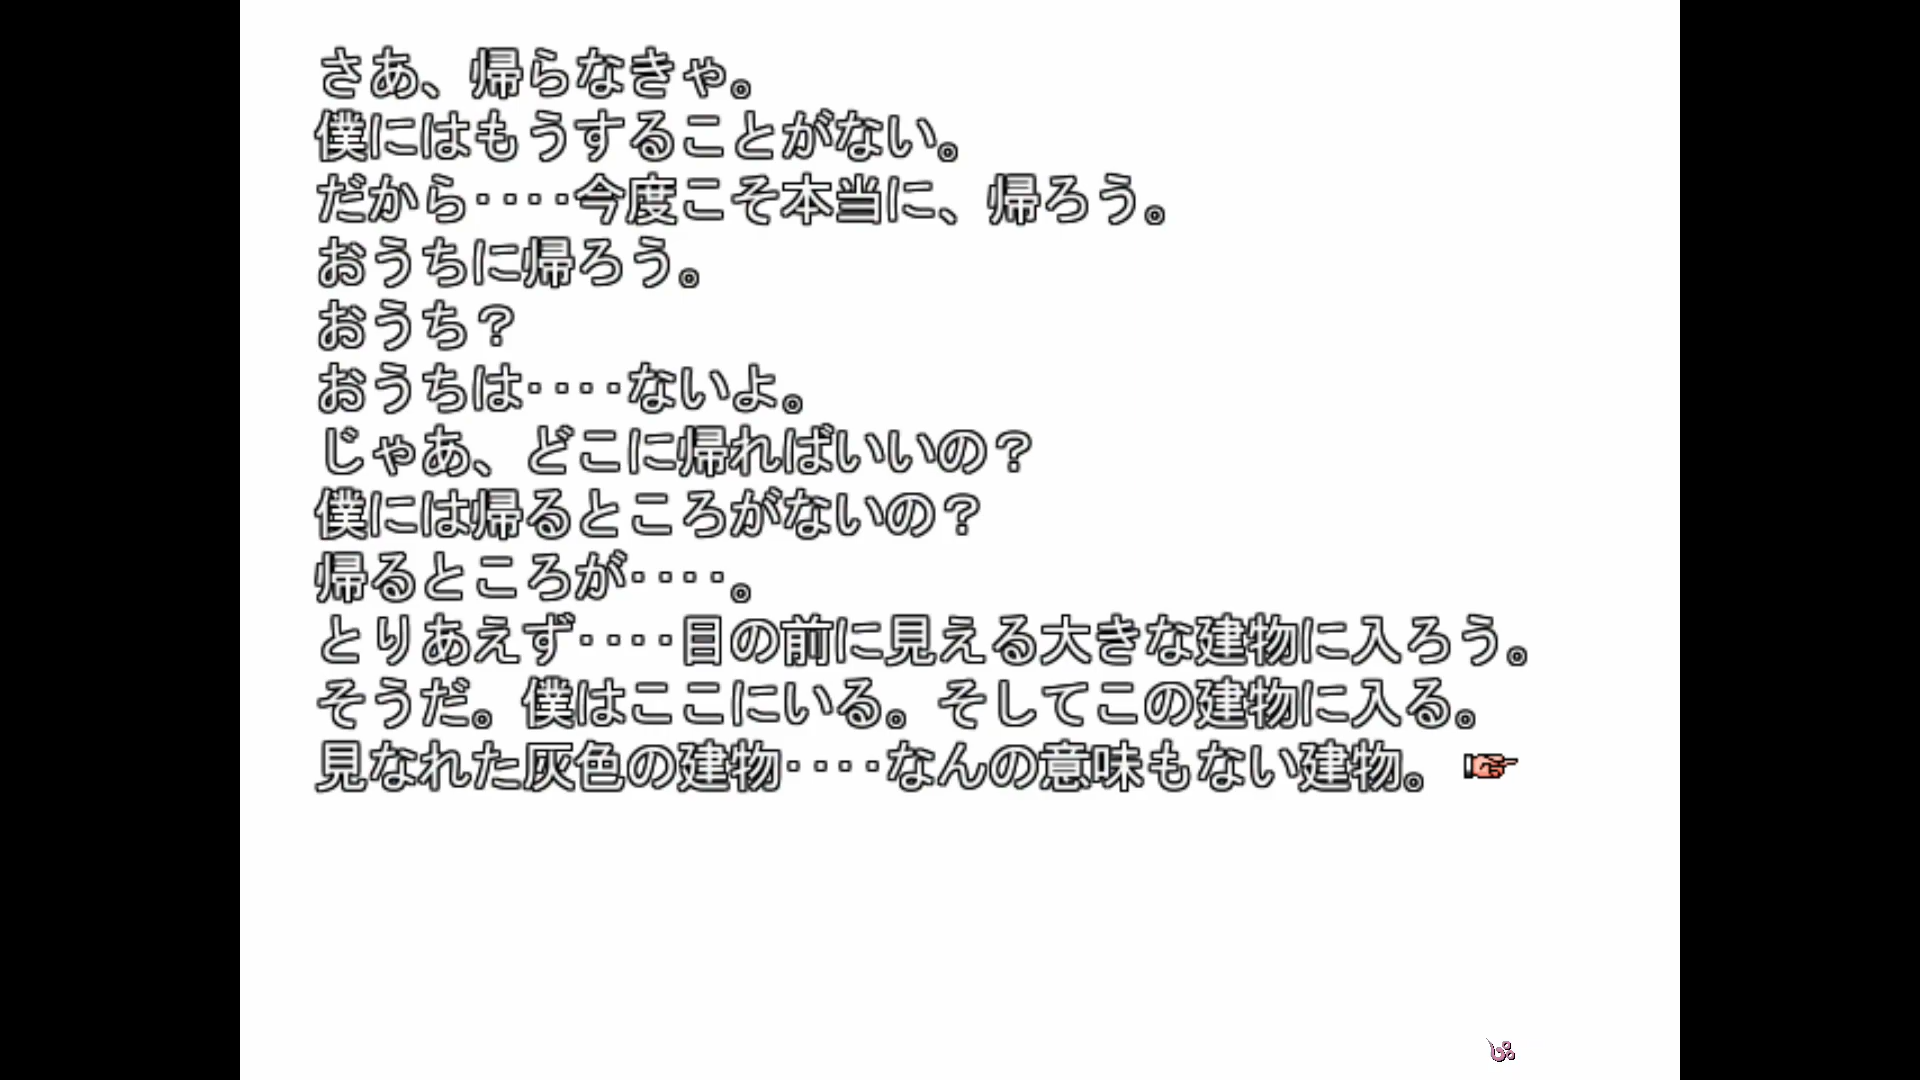 さあ、帰らなきゃ。
僕にはもうすることがない。
だから････今度こそ本当に、帰ろう。
おうちに帰ろう。
おうち？
おうちは････ないよ。
じゃあ、どこに帰ればいいの？
僕には帰るところがないの？
帰るところが････。
とりあえず････目の前に見える大きな建物に入ろう。
そうだ。僕はここにいる。そしてこの建物に入る。
見なれた灰色の建物････なんの意味もない建物。